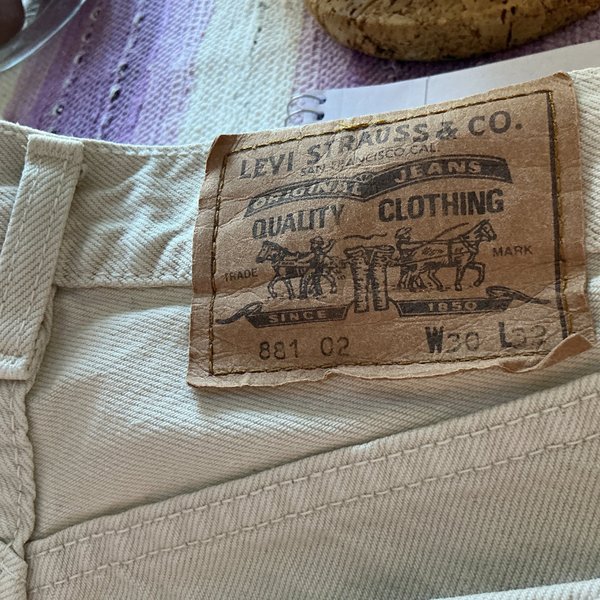 LEVI STRAUSS & CO.
SAN FRANCISCO CAL.
ORIGINAL JEANS
QUALITY CLOTHING
TRADE MARK
SINCE 1850
881 02 W30 L32